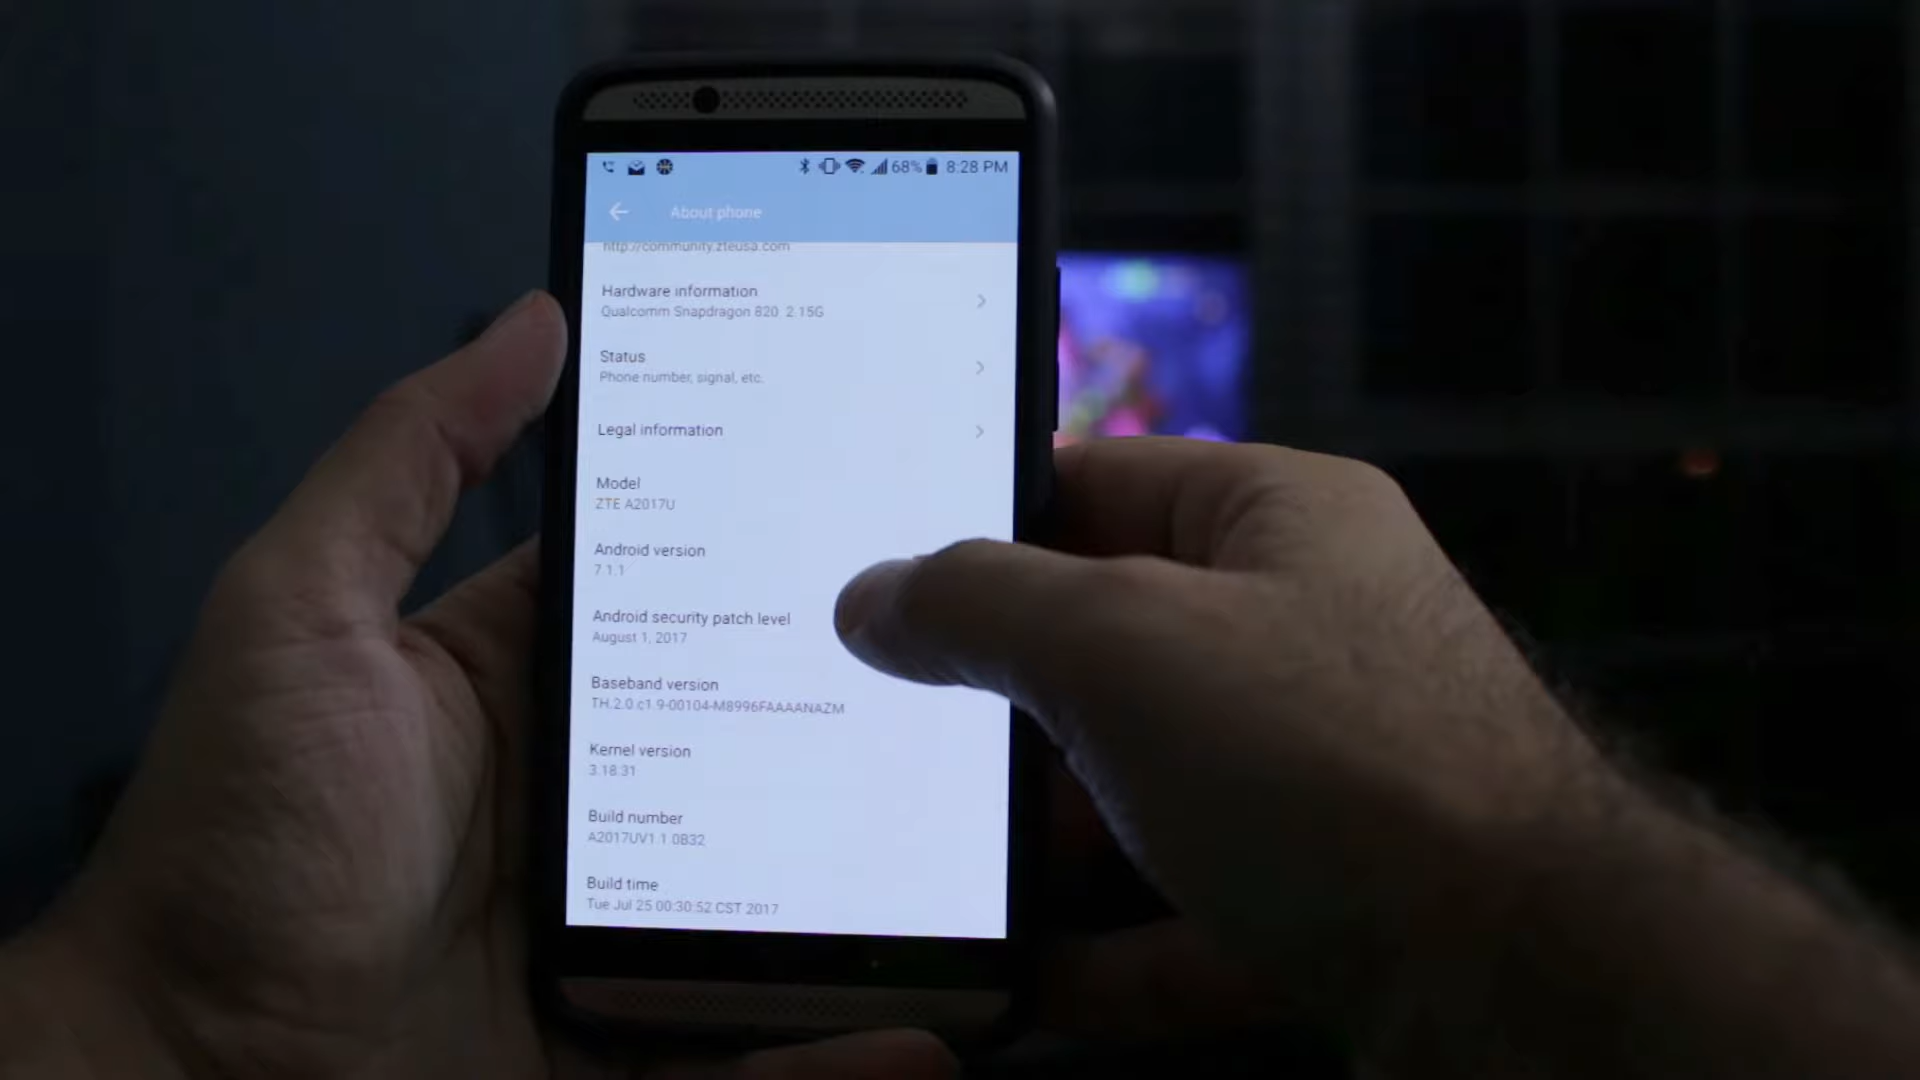 68% 8:28 PM
About phone
http://community.zteusa.com
Hardware information
Qualcomm Snapdragon 820 2.15G
Status
Phone number, signal, etc.
Legal information
Model
ZTE A2017U
Android version
7.1.1
Android security patch level
August 1, 2017
Baseband version
TH.2.0.c1.9-00104-M8996FAAAANAZM
Kernel version
3.18.31
Build number
A2017UV1.1.0B32
Build time
Tue Jul 25 00:30:52 CST 2017